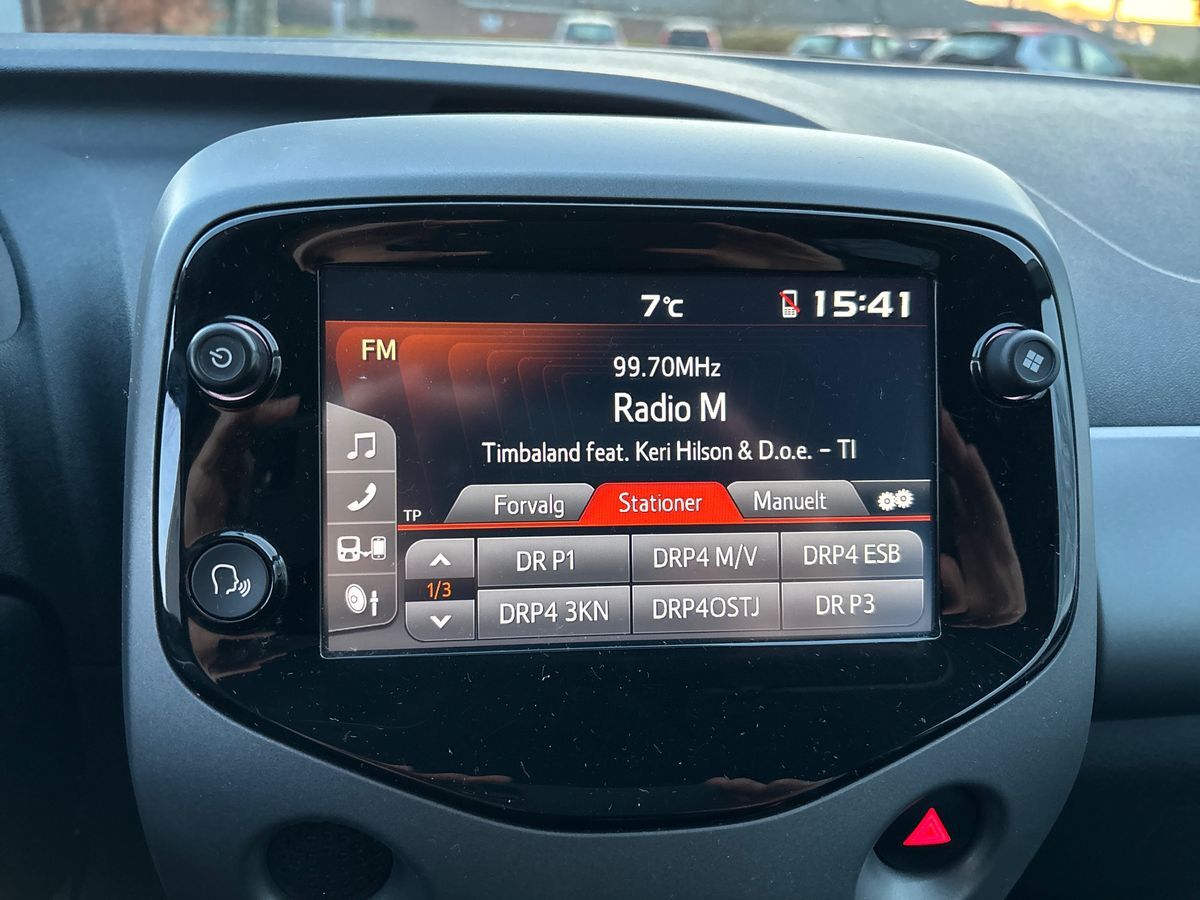 7°C 15:41
FM
99.70MHz
Radio M
Timbaland feat. Keri Hilson & D.o.e. - TI
TP Forvalg Stationer Manuelt
1/3
DR P1 DRP4 M/V DRP4 ESB
DRP4 3KN DRP4OSTJ DR P3